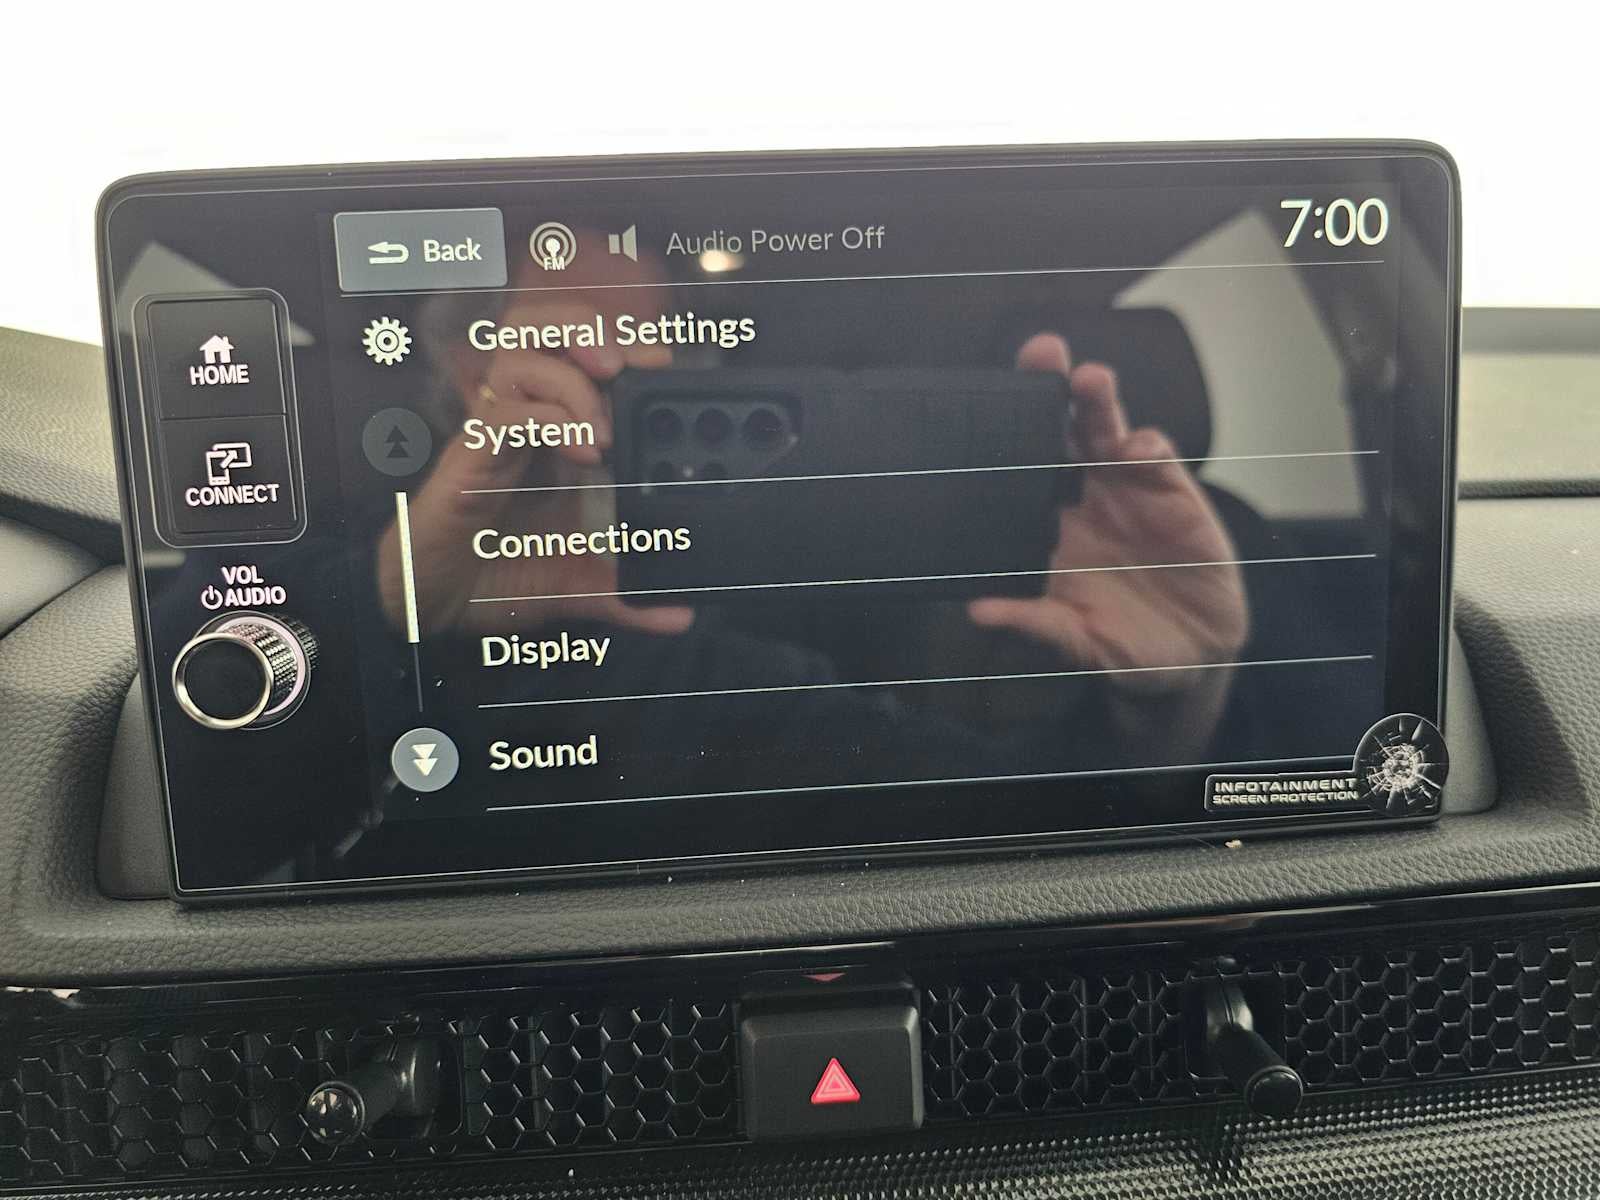 Back
FM
Audio Power Off
7:00
HOME
General Settings
System
CONNECT
Connections
VOL
AUDIO
Display
Sound
INFOTAINMENT
SCREEN PROTECTION